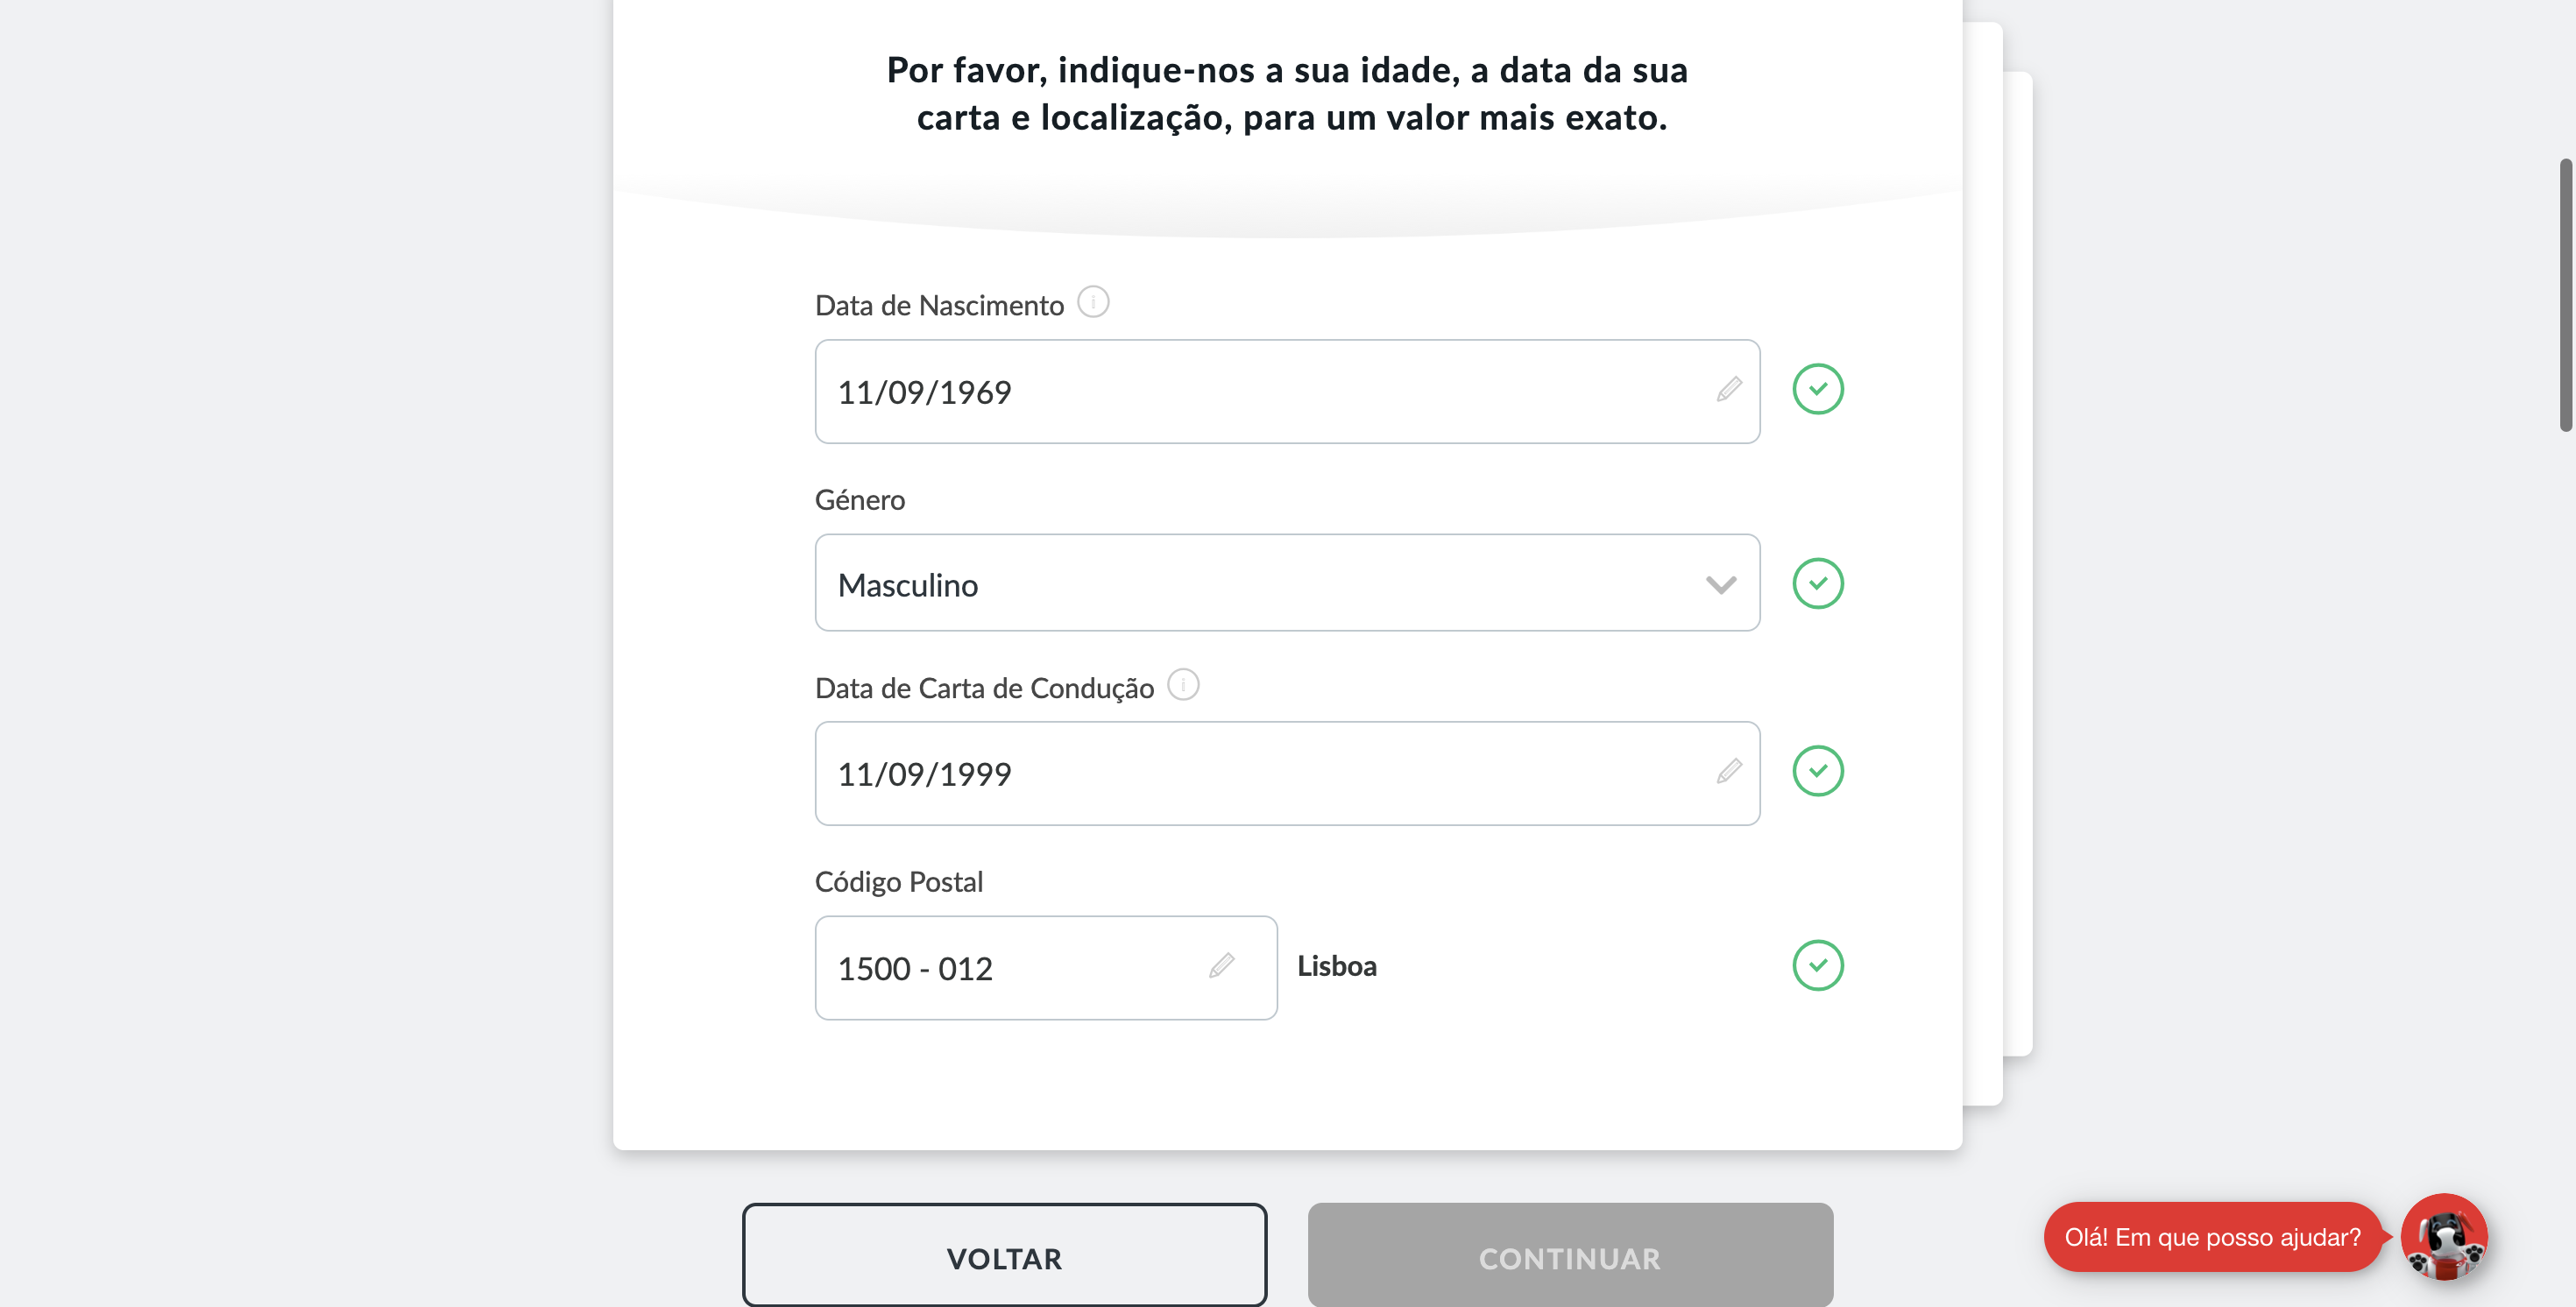 Por favor, indique-nos a sua idade, a data da sua
carta e localização, para um valor mais exato.
Data de Nascimento
11/09/1969
Género
Masculino
Data de Carta de Condução
11/09/1999
Código Postal
1500 - 012
Lisboa
VOLTAR
CONTINUAR
Olá! Em que posso ajudar?